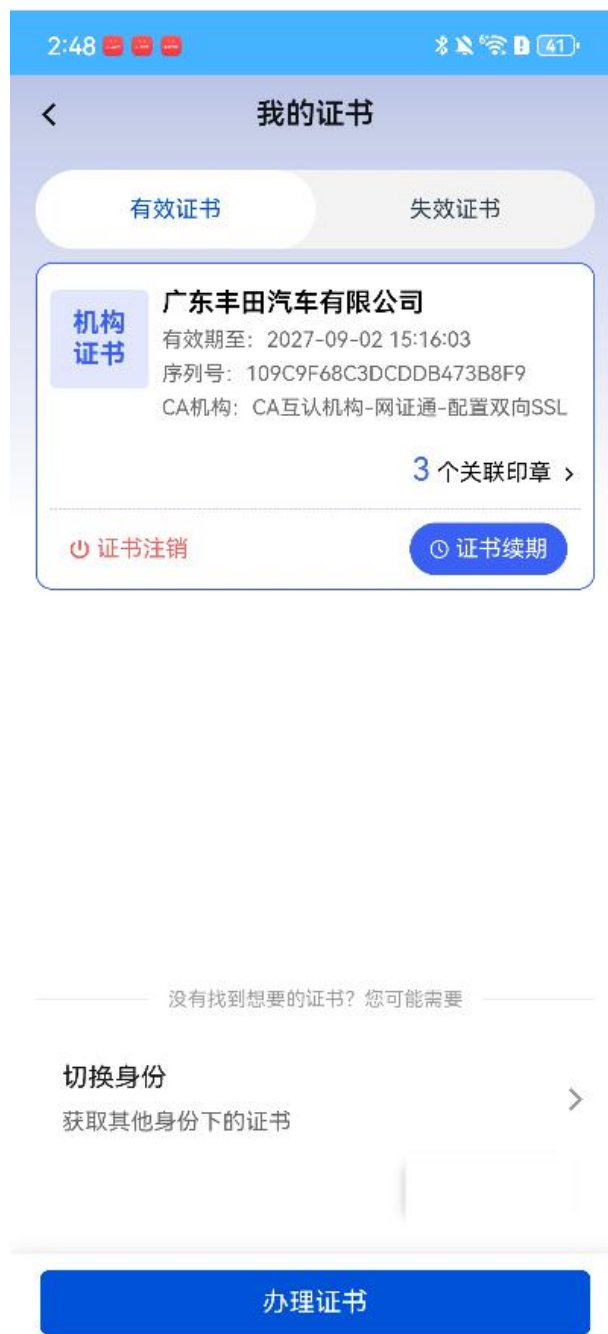 2:48
6
41
我的证书
有效证书
失效证书
机构
证书
广东丰田汽车有限公司
有效期至：2027-09-02 15:16:03
序列号：109C9F68C3DCDDB473B8F9
CA机构：CA互认机构-网证通-配置双向SSL
3 个关联印章
证书注销
证书续期
没有找到想要的证书？您可能需要
切换身份
获取其他身份下的证书
办理证书